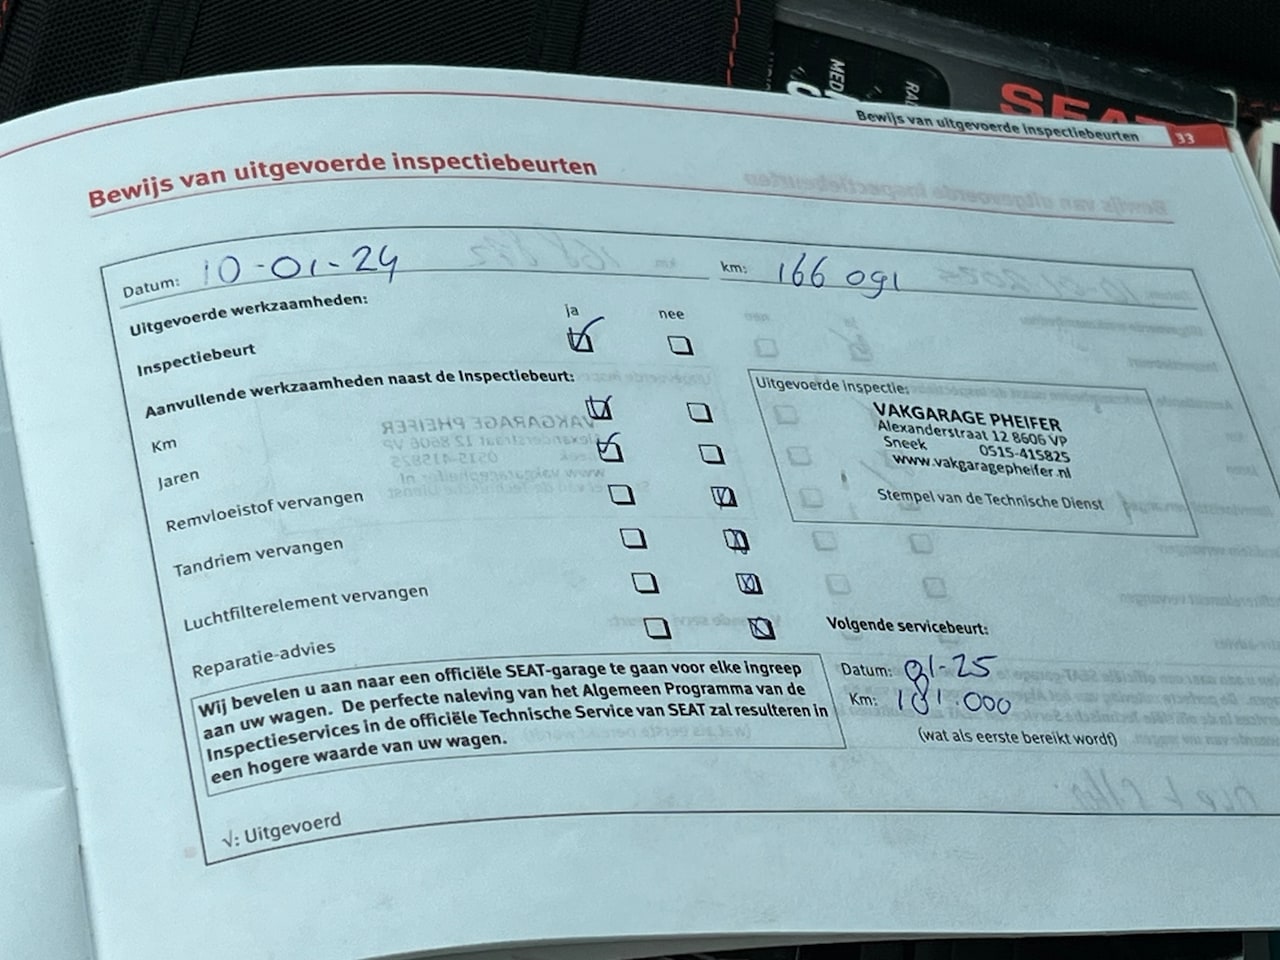 MED
RA
SEAT
Bewijs van uitgevoerde inspectiebeurten 33
Bewijs van uitgevoerde inspectiebeurten
Datum: 10-01-24 km: 166 091
Uitgevoerde werkzaamheden:
ja nee
Inspectiebeurt
Aanvullende werkzaamheden naast de Inspectiebeurt:
Km
Jaren
Remvloeistof vervangen
Tandriem vervangen
Luchtfilterelement vervangen
Reparatie-advies
Uitgevoerde inspectie:
VAKGARAGE PHEIFER
Alexanderstraat 12 8606 VP
Sneek 0515-415825
www.vakgaragepheifer.nl
Stempel van de Technische Dienst
Volgende servicebeurt:
Datum: 01-25
Km: 181.000
(wat als eerste bereikt wordt)
Wij bevelen u aan naar een officiële SEAT-garage te gaan voor elke ingreep
aan uw wagen. De perfecte naleving van het Algemeen Programma van de
Inspectieservices in de officiële Technische Service van SEAT zal resulteren in
een hogere waarde van uw wagen.
√: Uitgevoerd